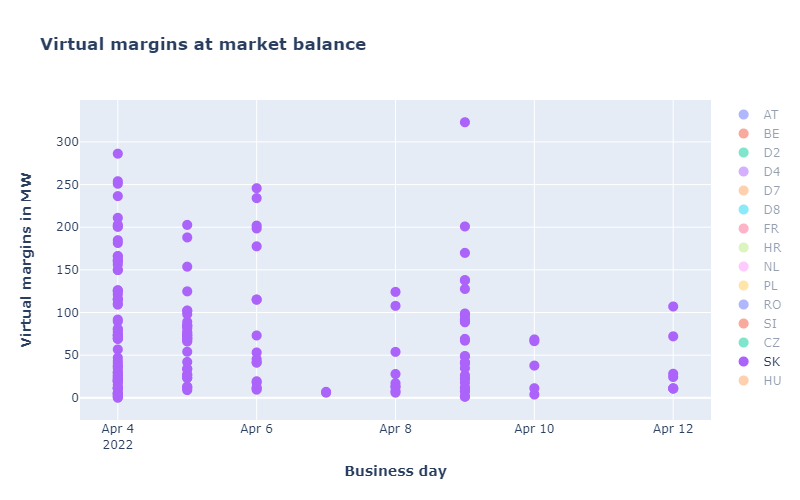 Virtual margins at market balance
Virtual margins in MW
300
250
200
150
100
50
0
Apr 4
2022
Apr 6
Apr 8
Apr 10
Apr 12
Business day
AT
BE
D2
D4
D7
D8
FR
HR
NL
PL
RO
SI
CZ
SK
HU